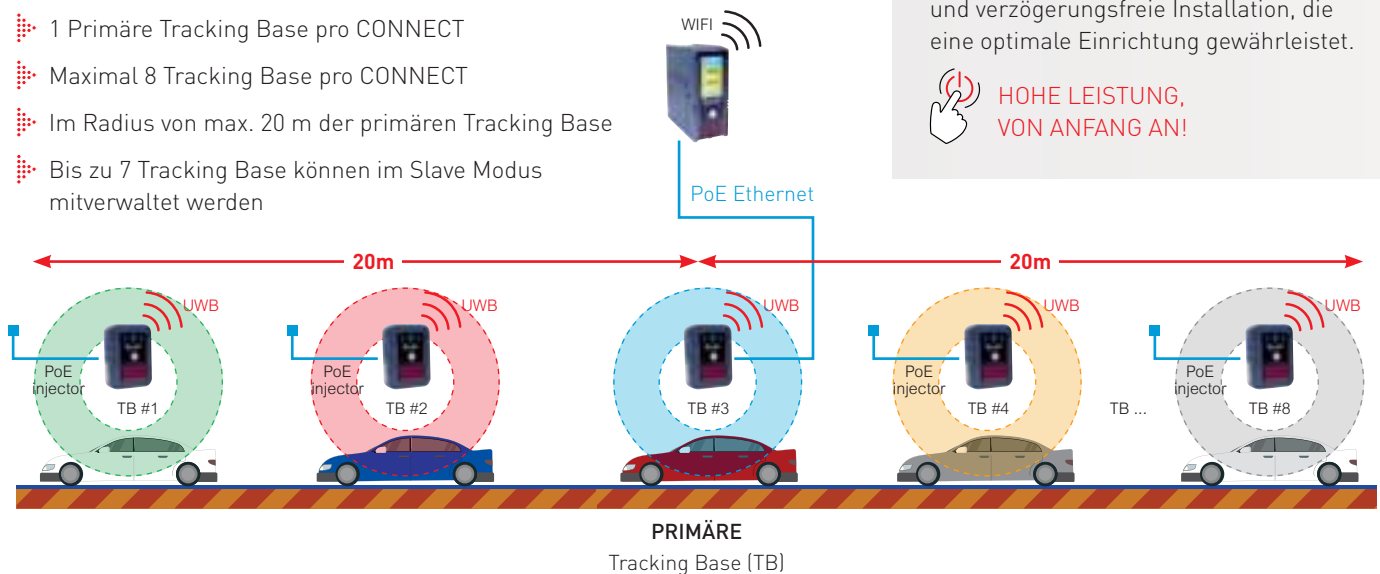 1 Primäre Tracking Base pro CONNECT
Maximal 8 Tracking Base pro CONNECT
Im Radius von max. 20 m der primären Tracking Base
Bis zu 7 Tracking Base können im Slave Modus
mitverwaltet werden
WIFI
PoE Ethernet
und verzögerungsfreie Installation, die
eine optimale Einrichtung gewährleistet.
HOHE LEISTUNG,
VON ANFANG AN!
20m
20m
UWB
PoE
injector
TB #1
UWB
PoE
injector
TB #2
UWB
TB #3
UWB
PoE
injector
TB #4
TB ...
UWB
PoE
injector
TB #8
PRIMÄRE
Tracking Base (TB)